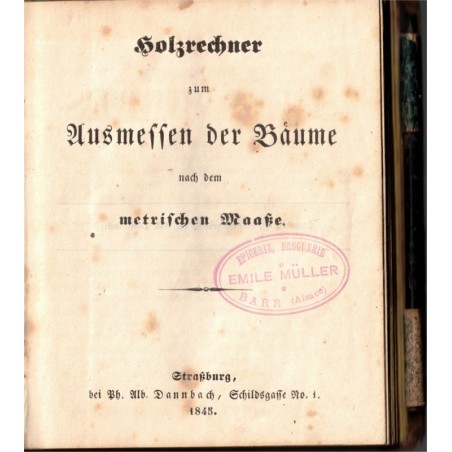 Holzrechner
zum
Ausmessen der Bäume
nach dem
metrischen Maaße.
EPICERIE, DROGUERIE
EMILE MÜLLER
BARR (Alsace)
Straßburg,
bei Ph. Alb. Dannbach, Schildsgasse No. 1.
1845.